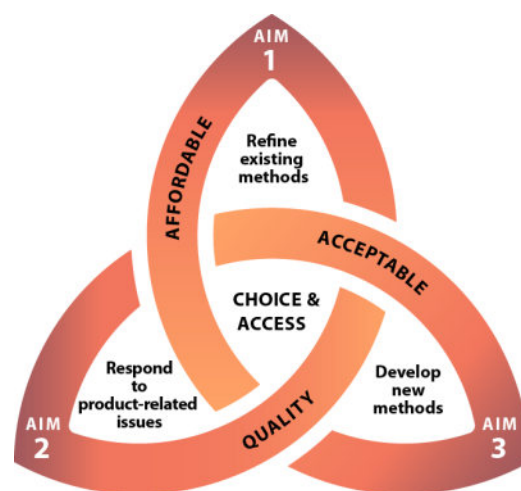 AIM
1
Refine
existing
methods
AFFORDABLE
ACCEPTABLE
CHOICE &
ACCESS
Respond
to
product-related
issues
Develop
new
methods
QUALITY
AIM
2
AIM
3